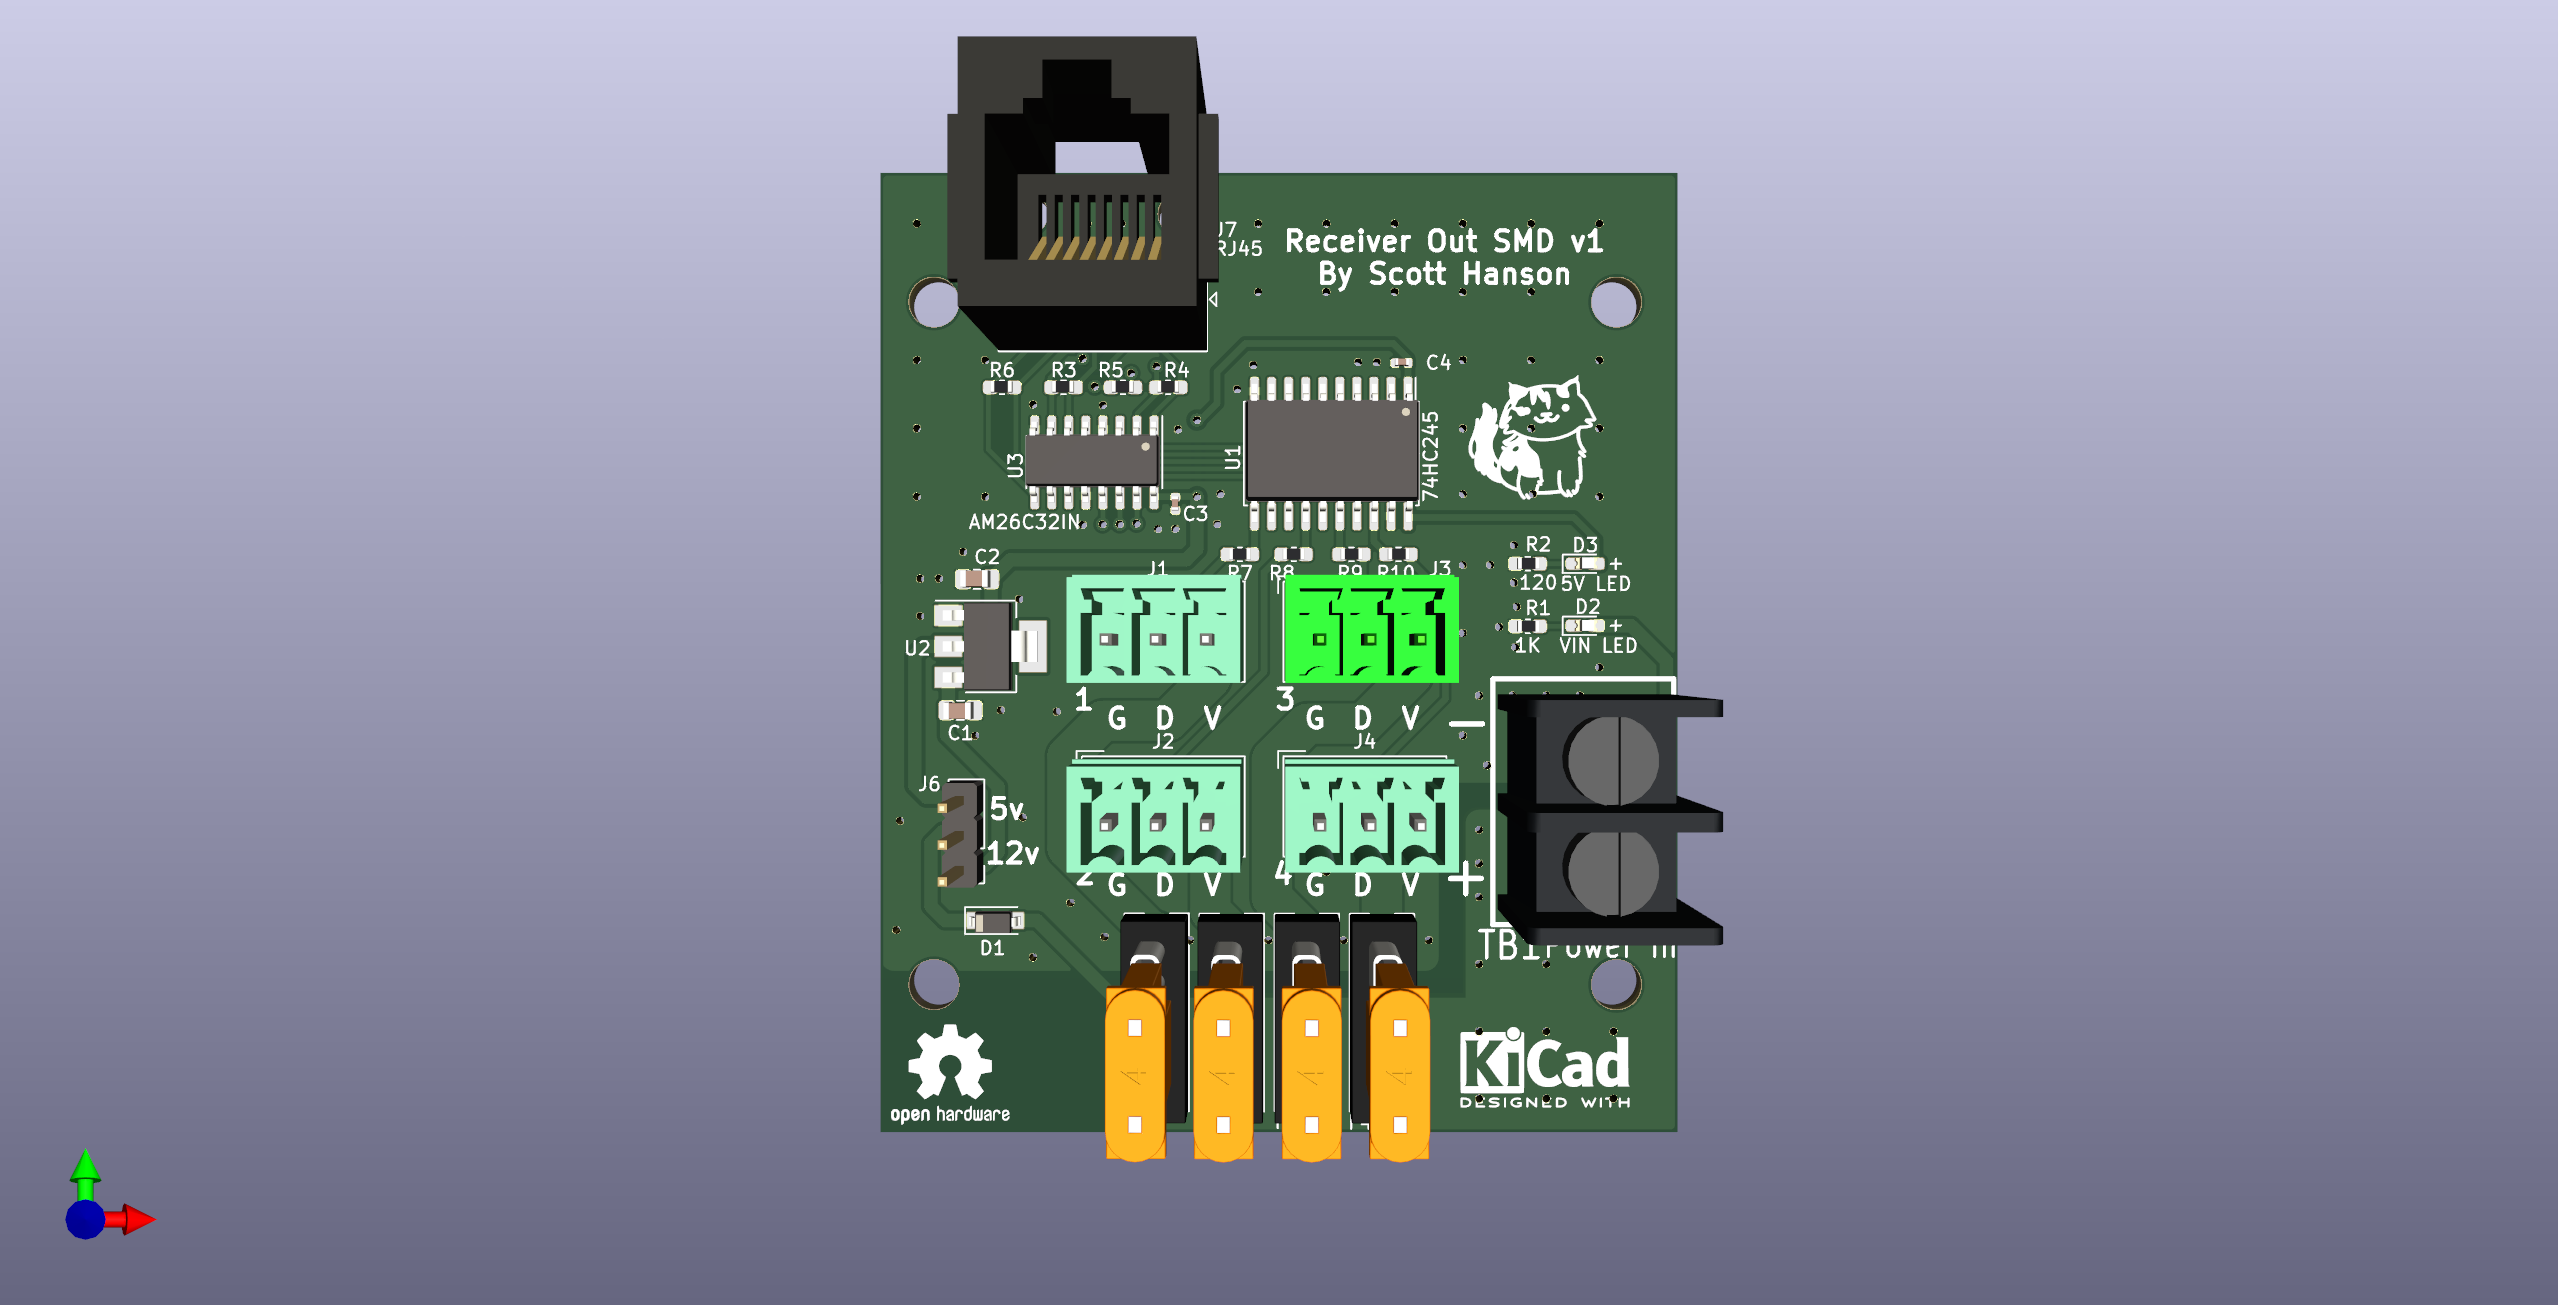 J7
RJ45
Receiver Out SMD v1
By Scott Hanson
R6 R3 R5 R4
C4
U3
U1
74HC245
AM26C32IN
C3
C2
R7 R8 R9 R10
R2 D3
+
120 5V LED
R1 D2
+
1K VIN LED
U2
J1
J3
1
G D V
3
G D V
C1
J2
J4
−
J6
5v
12v
2
G D V
4
G D V
+
D1
TB1
Power In
open hardware
KiCad
DESIGNED WITH